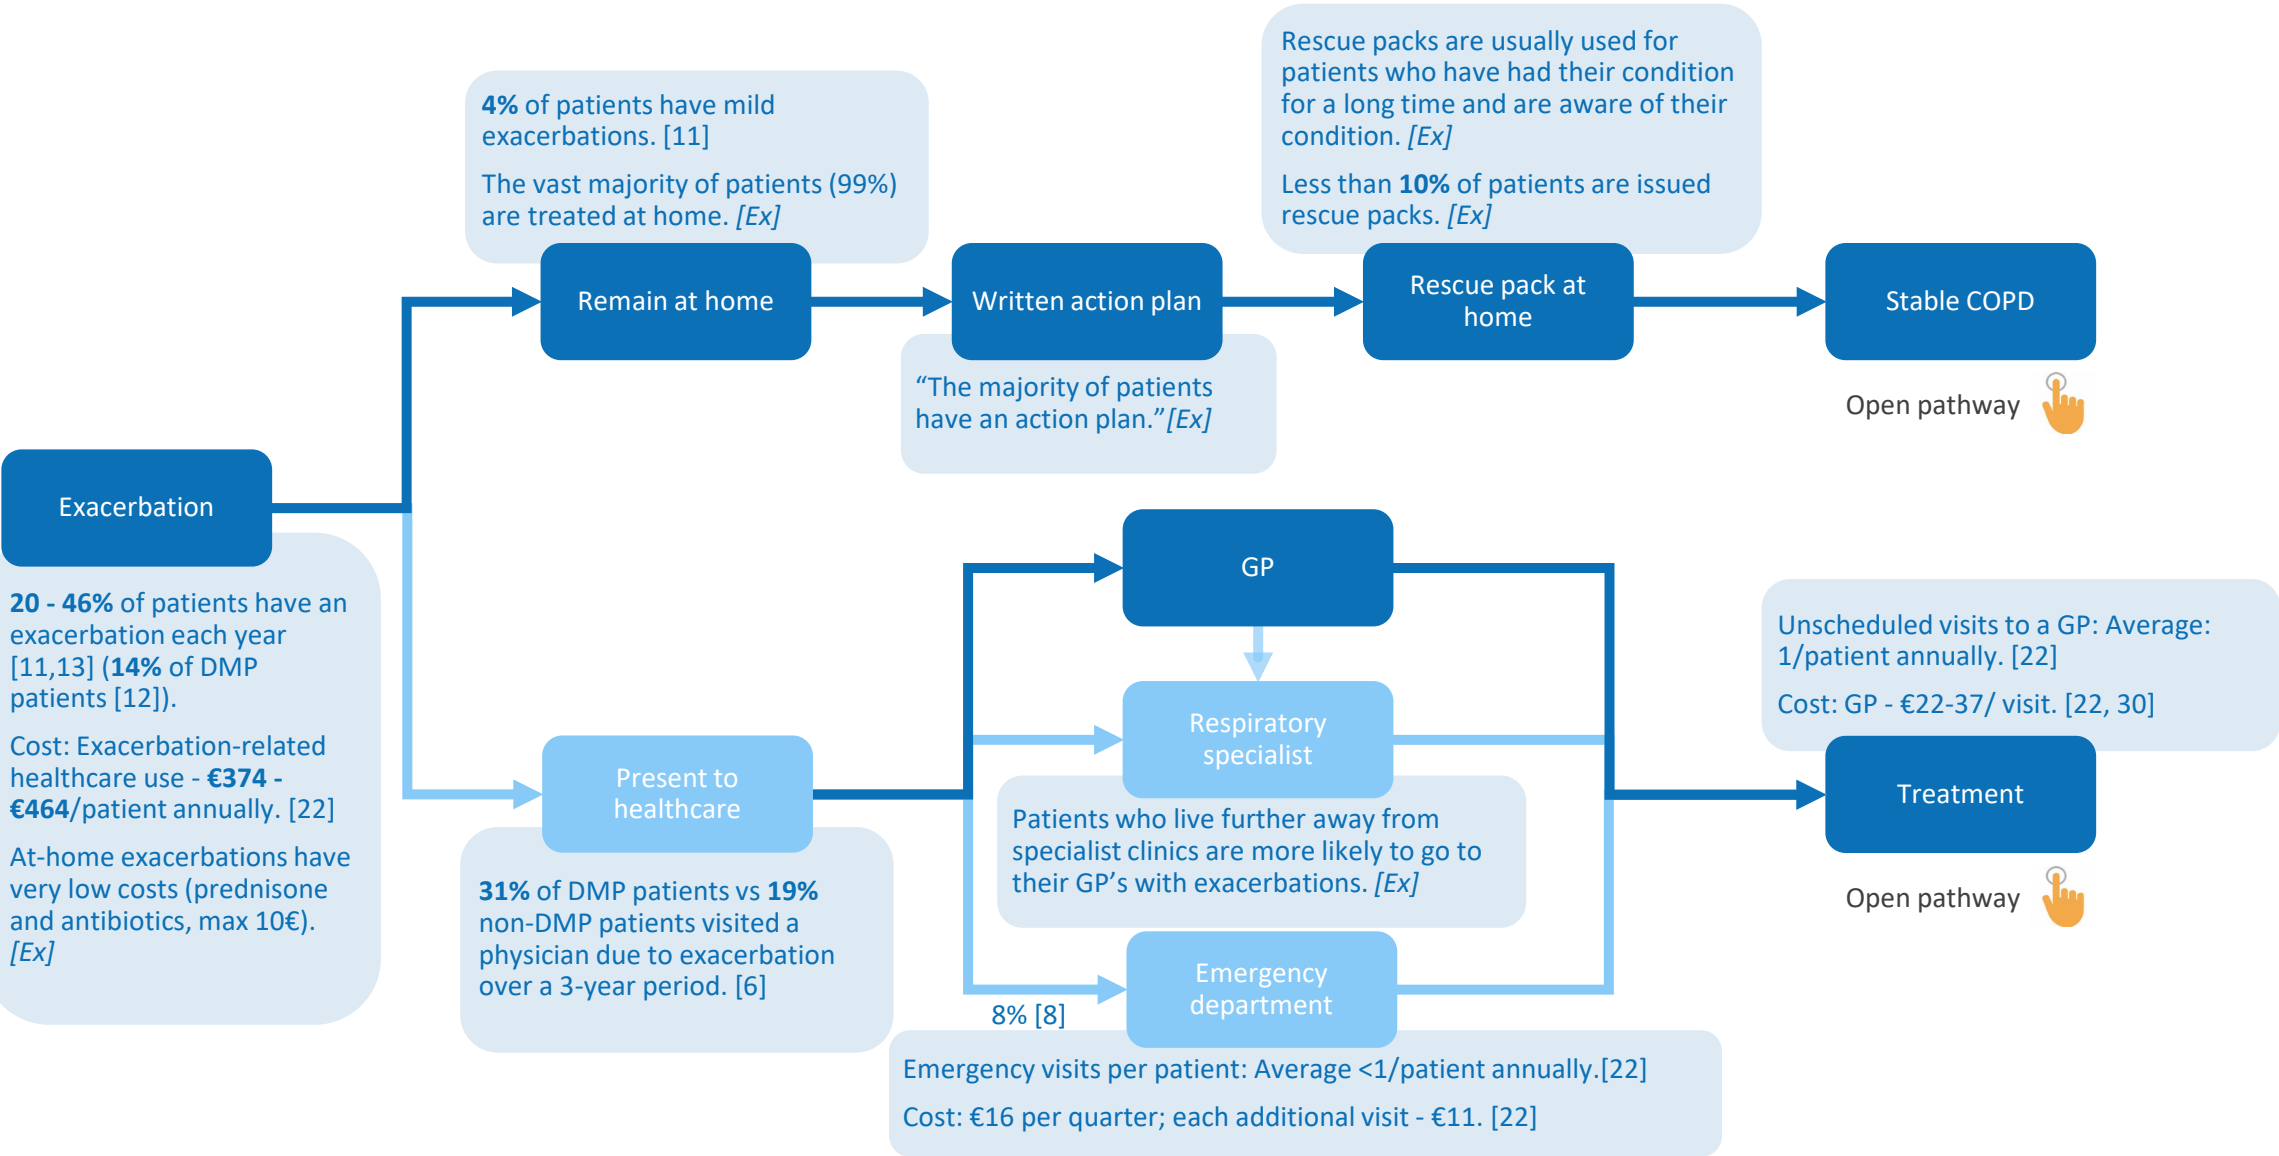 Rescue packs are usually used for
patients who have had their condition
for a long time and are aware of their
condition. [Ex]
Less than 10% of patients are issued
rescue packs. [Ex]
4% of patients have mild
exacerbations. [11]
The vast majority of patients (99%)
are treated at home. [Ex]
Remain at home
Written action plan
Rescue pack at
home
Stable COPD
Open pathway
“The majority of patients
have an action plan.”[Ex]
Exacerbation
20 - 46% of patients have an
exacerbation each year
[11,13] (14% of DMP
patients [12]).
Cost: Exacerbation-related
healthcare use - €374 -
€464/patient annually. [22]
At-home exacerbations have
very low costs (prednisone
and antibiotics, max 10€).
[Ex]
Present to
healthcare
31% of DMP patients vs 19%
non-DMP patients visited a
physician due to exacerbation
over a 3-year period. [6]
GP
Respiratory
specialist
Patients who live further away from
specialist clinics are more likely to go to
their GP’s with exacerbations. [Ex]
8% [8]
Emergency
department
Emergency visits per patient: Average <1/patient annually.[22]
Cost: €16 per quarter; each additional visit - €11. [22]
Unscheduled visits to a GP: Average:
1/patient annually. [22]
Cost: GP - €22-37/ visit. [22, 30]
Treatment
Open pathway